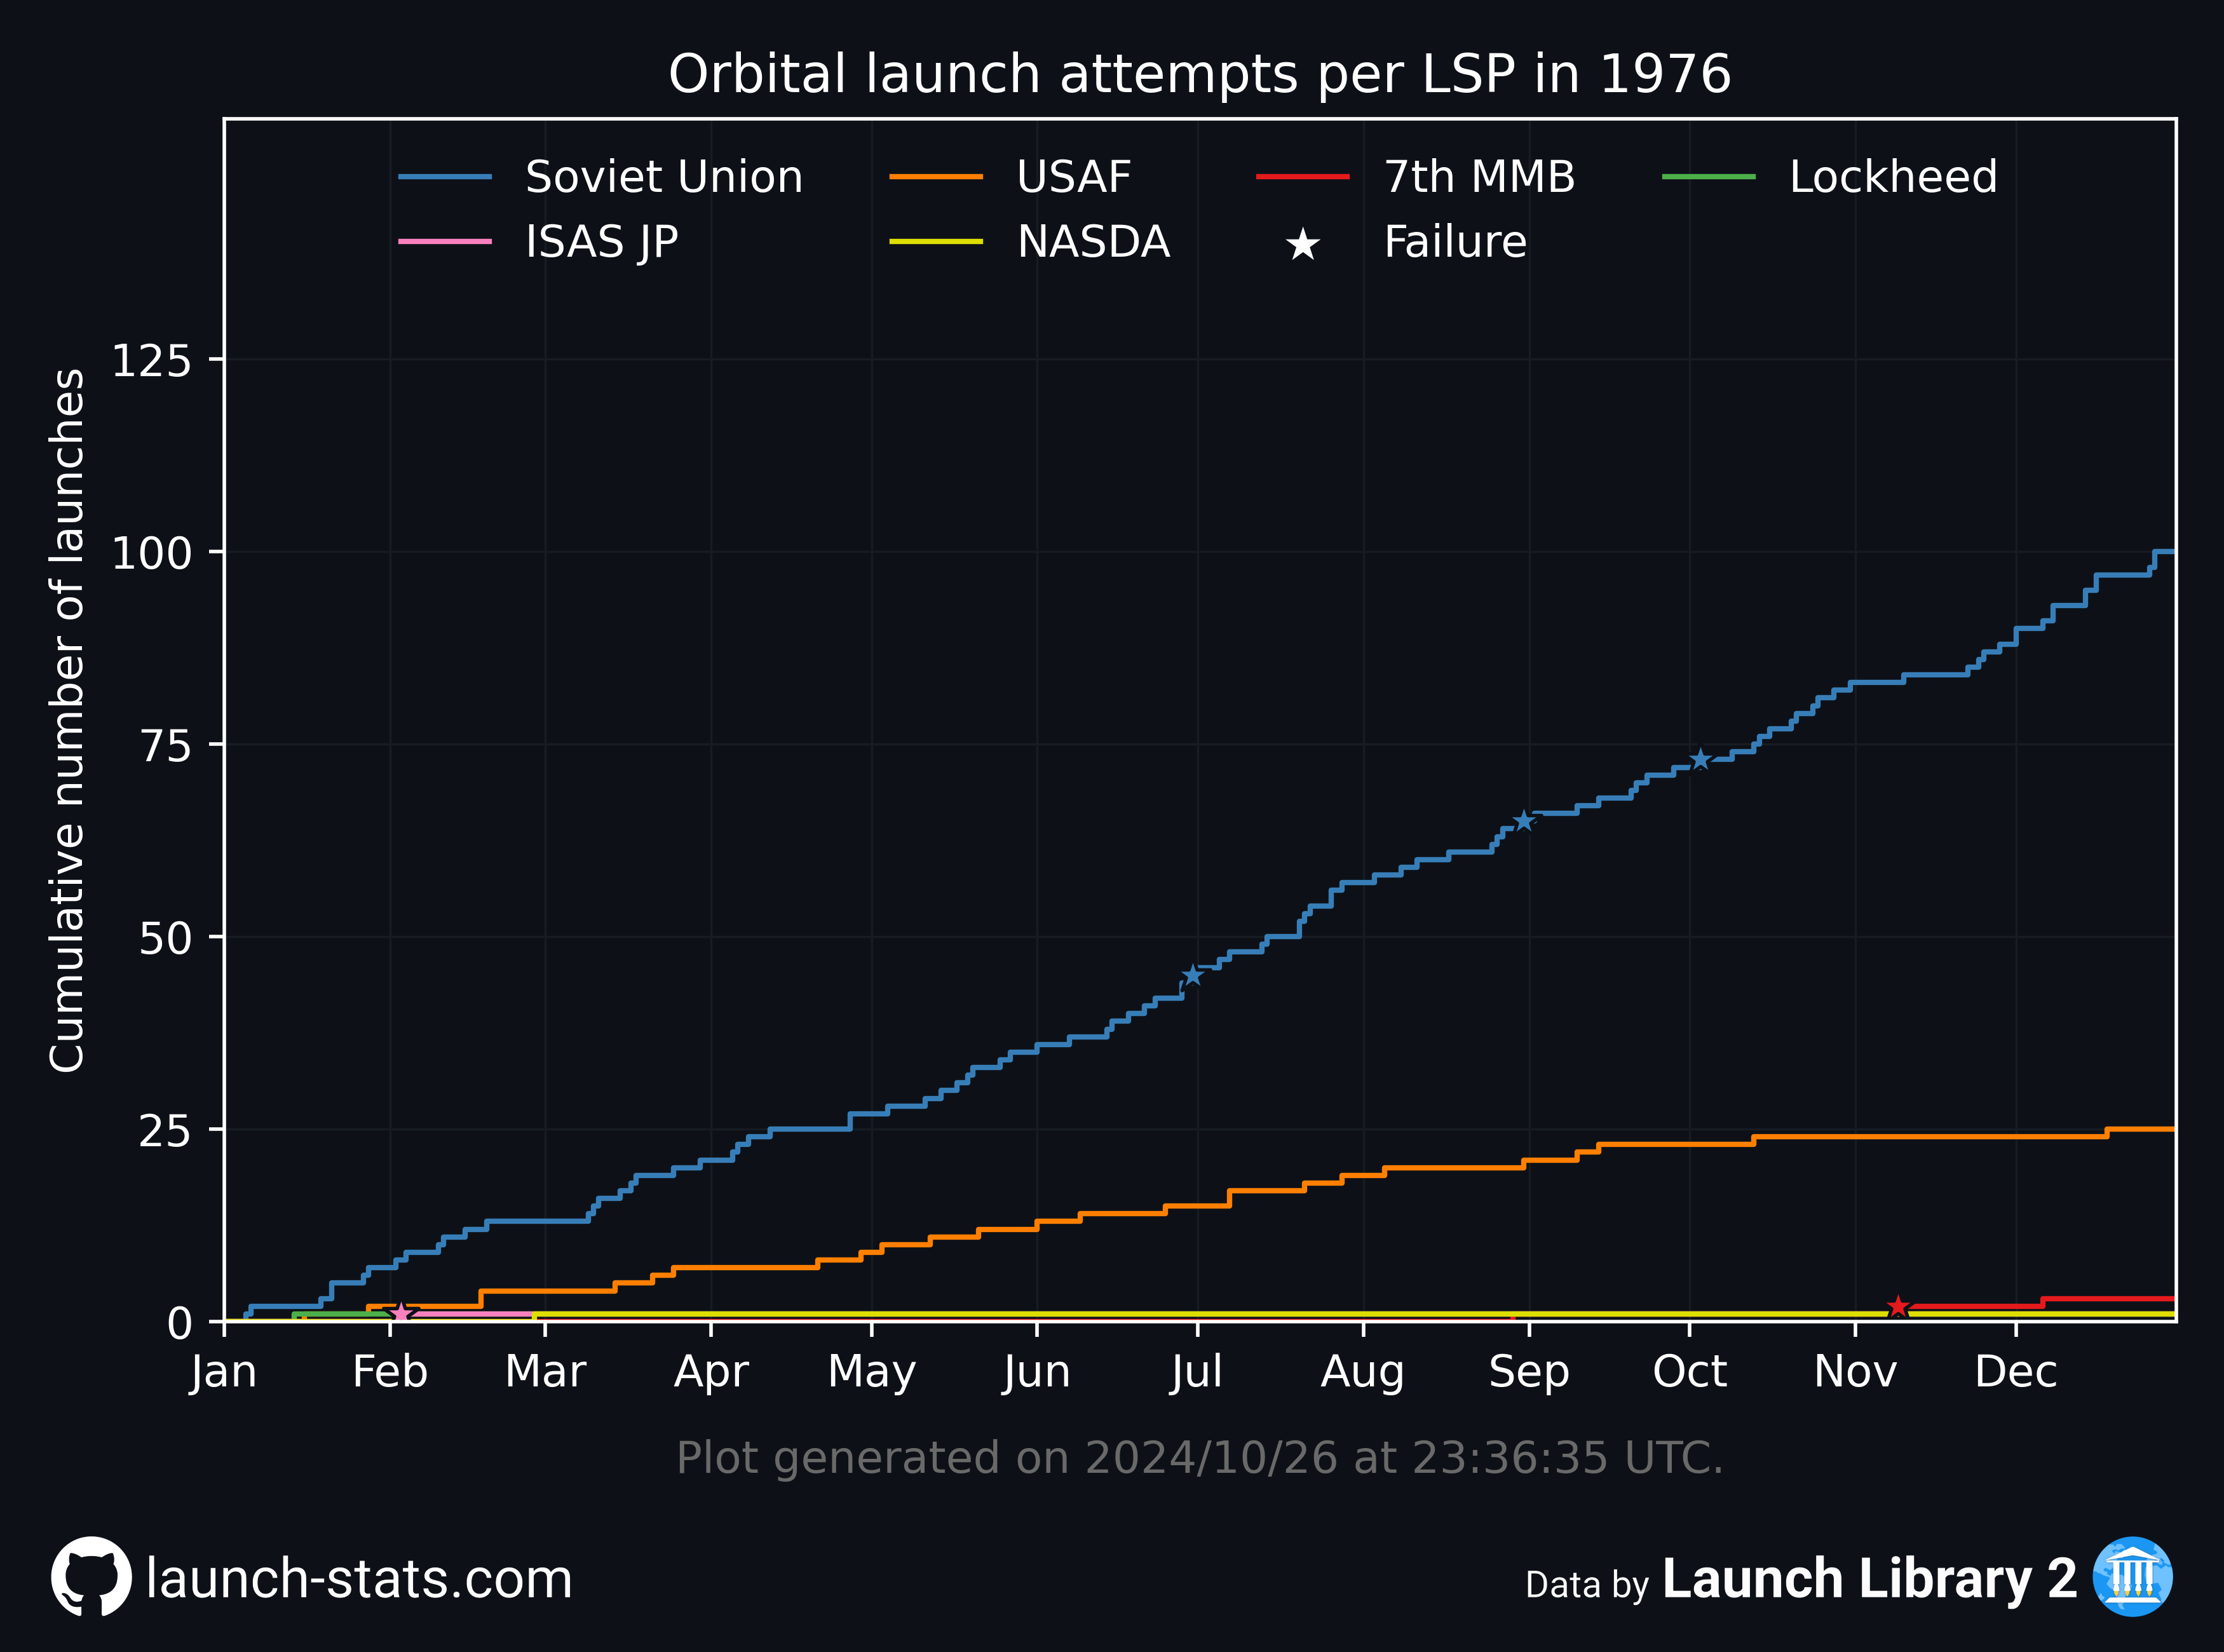 Orbital launch attempts per LSP in 1976
Soviet Union USAF 7th MMB Lockheed
ISAS JP NASDA Failure
Cumulative number of launches
125
100
75
50
25
0
Jan Feb Mar Apr May Jun Jul Aug Sep Oct Nov Dec
Plot generated on 2024/10/26 at 23:36:35 UTC.
launch-stats.com
Data by Launch Library 2